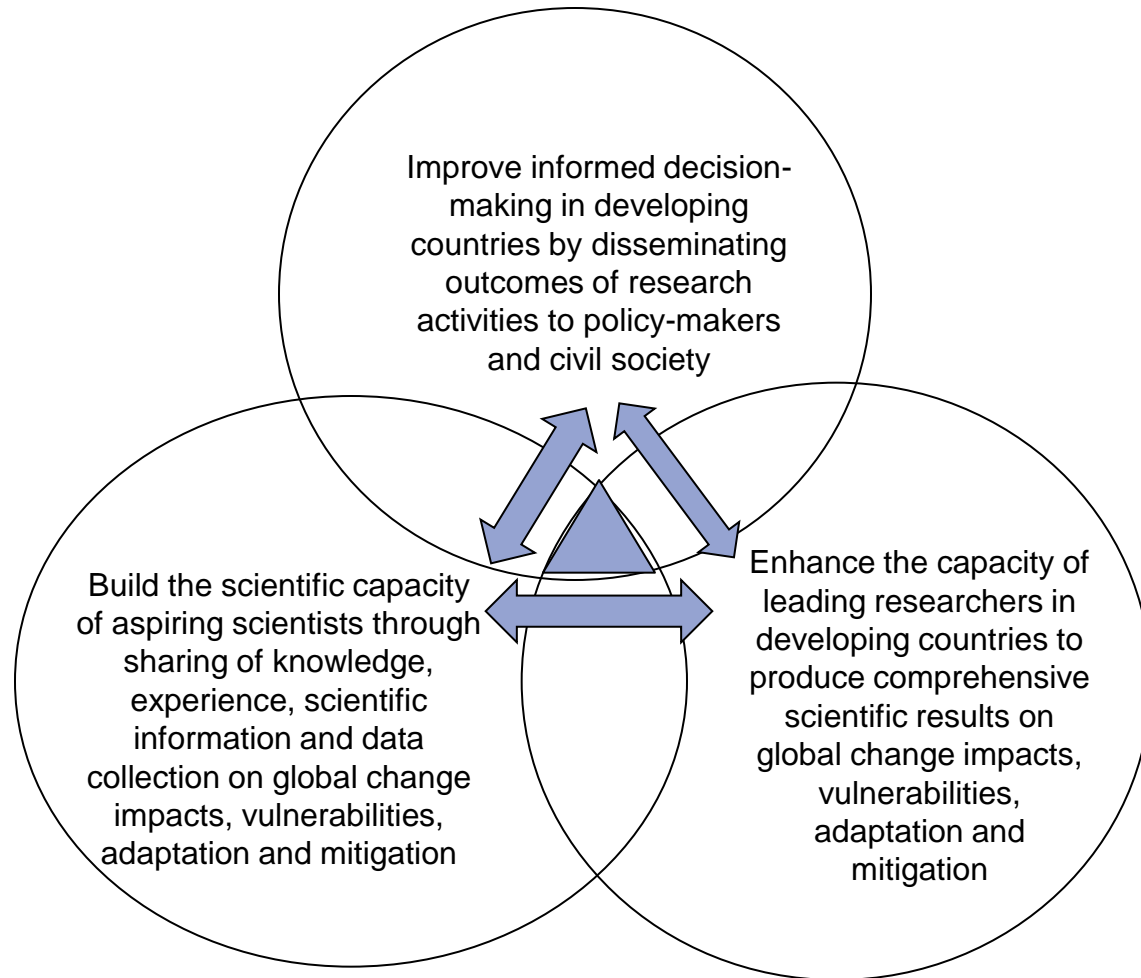 Improve informed decision-
making in developing
countries by disseminating
outcomes of research
activities to policy-makers
and civil society
Build the scientific capacity
of aspiring scientists through
sharing of knowledge,
experience, scientific
information and data
collection on global change
impacts, vulnerabilities,
adaptation and mitigation
Enhance the capacity of
leading researchers in
developing countries to
produce comprehensive
scientific results on
global change impacts,
vulnerabilities,
adaptation and
mitigation